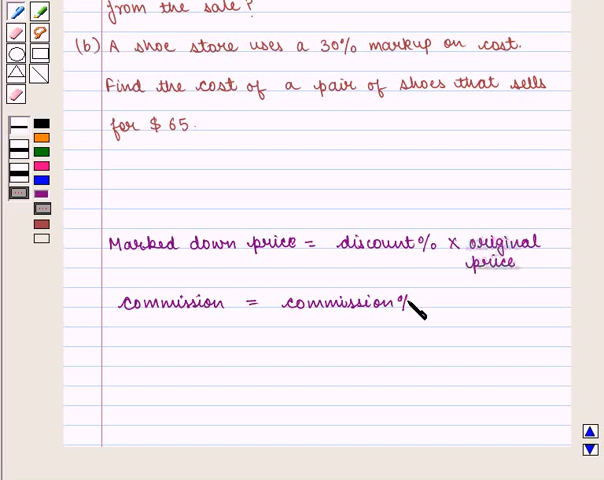 from the sale?
(b) A shoe store uses a 30% markup on cost.
Find the cost of a pair of shoes that sells
for $ 65.
Marked down price = discount% × original
price
commission = commission%